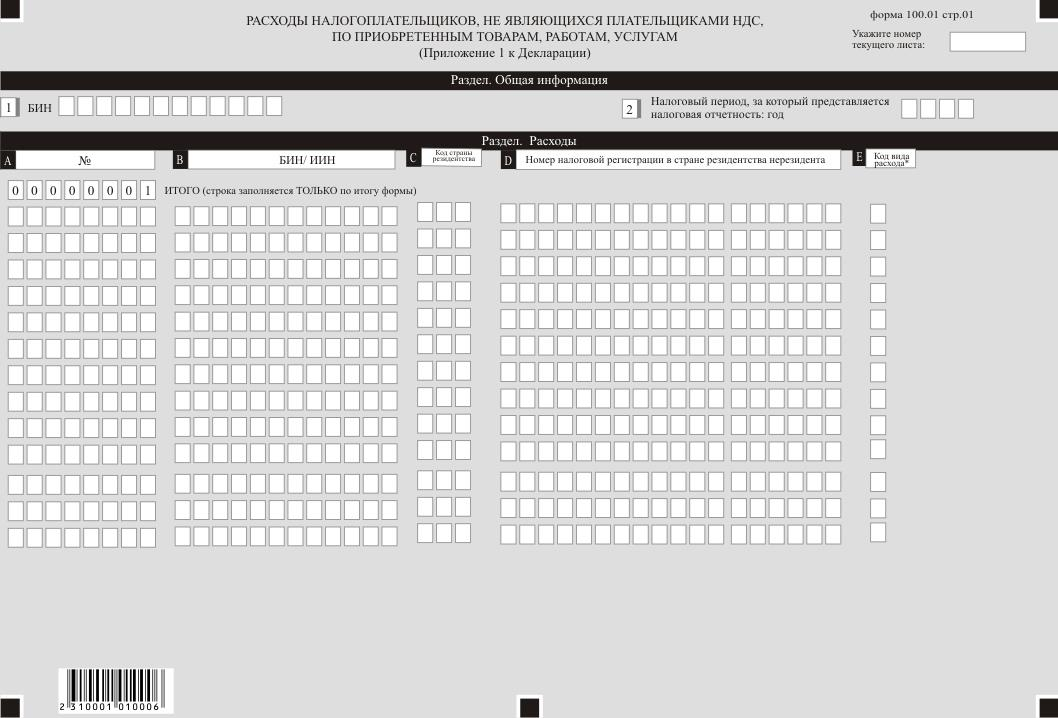 форма 100.01 стр.01
РАСХОДЫ НАЛОГОПЛАТЕЛЬЩИКОВ, НЕ ЯВЛЯЮЩИХСЯ ПЛАТЕЛЬЩИКАМИ НДС,
ПО ПРИОБРЕТЕННЫМ ТОВАРАМ, РАБОТАМ, УСЛУГАМ
(Приложение 1 к Декларации)
Укажите номер
текущего листа:
Раздел. Общая информация
1 БИН
2 Налоговый период, за который представляется
налоговая отчетность: год
Раздел. Расходы
A №
B БИН/ ИИН
C Код страны
резидентства
D Номер налоговой регистрации в стране резидентства нерезидента
E Код вида
расхода*
0 0 0 0 0 0 0 1 ИТОГО (строка заполняется ТОЛЬКО по итогу формы)
2 310001 010006